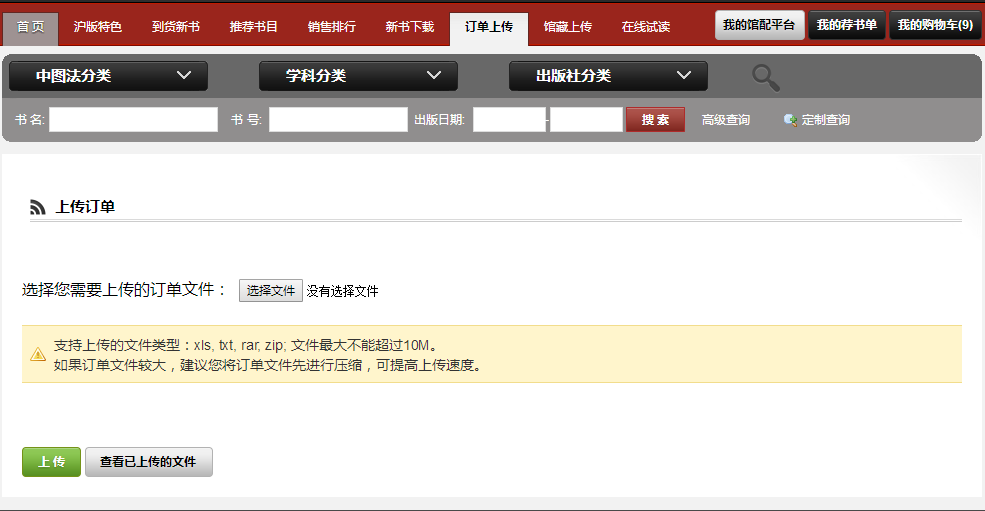 首 页 沪版特色 到货新书 推荐书目 销售排行 新书下载 订单上传 馆藏上传 在线试读 我的馆配平台 我的荐书单 我的购物车(9)
中图法分类 学科分类 出版社分类
书 名: 书 号: 出版日期: - 搜 索 高级查询 定制查询
上传订单
选择您需要上传的订单文件： 选择文件 没有选择文件
支持上传的文件类型：xls, txt, rar, zip; 文件最大不能超过10M。
如果订单文件较大，建议您将订单文件先进行压缩，可提高上传速度。
上 传 查看已上传的文件